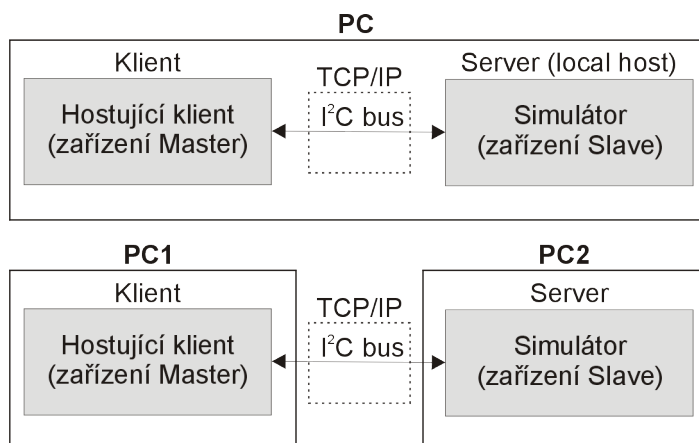 PC
Klient
TCP/IP
Server (local host)
Hostující klient
(zařízení Master)
I²C bus
Simulátor
(zařízení Slave)
PC1
PC2
Klient
TCP/IP
Server
Hostující klient
(zařízení Master)
I²C bus
Simulátor
(zařízení Slave)